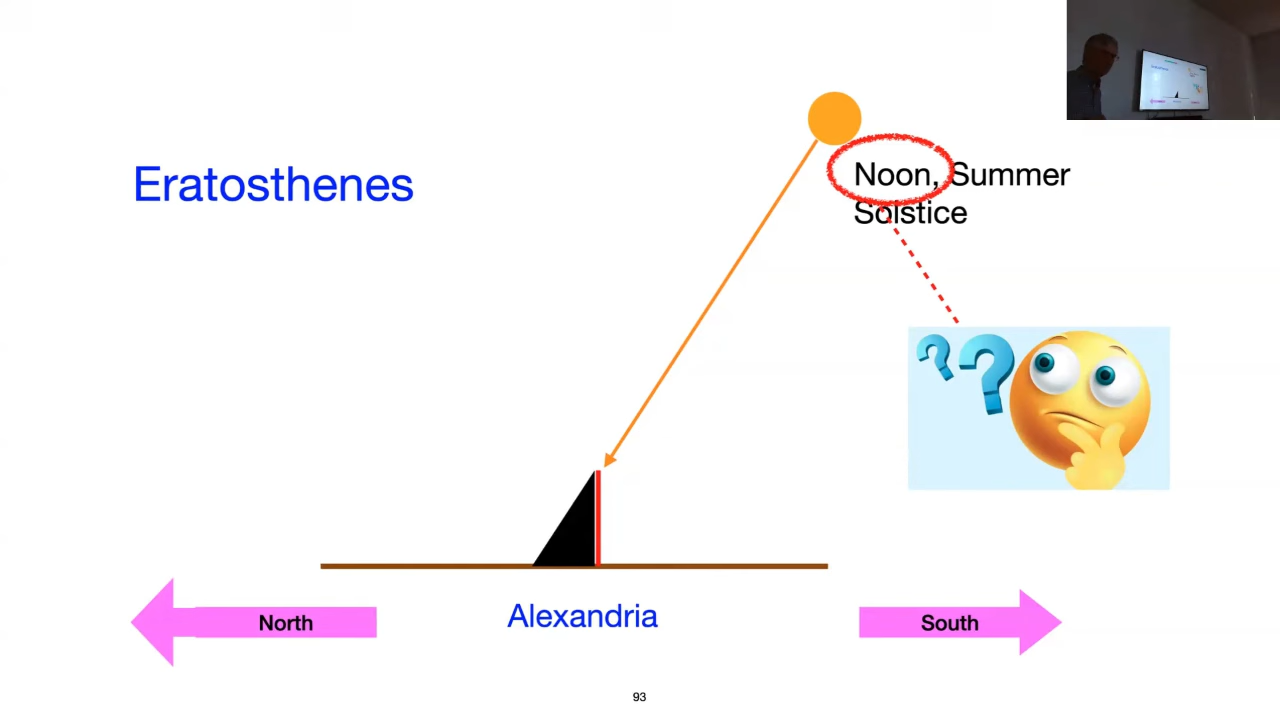 Eratosthenes
Noon, Summer
Solstice
North
Alexandria
South
93